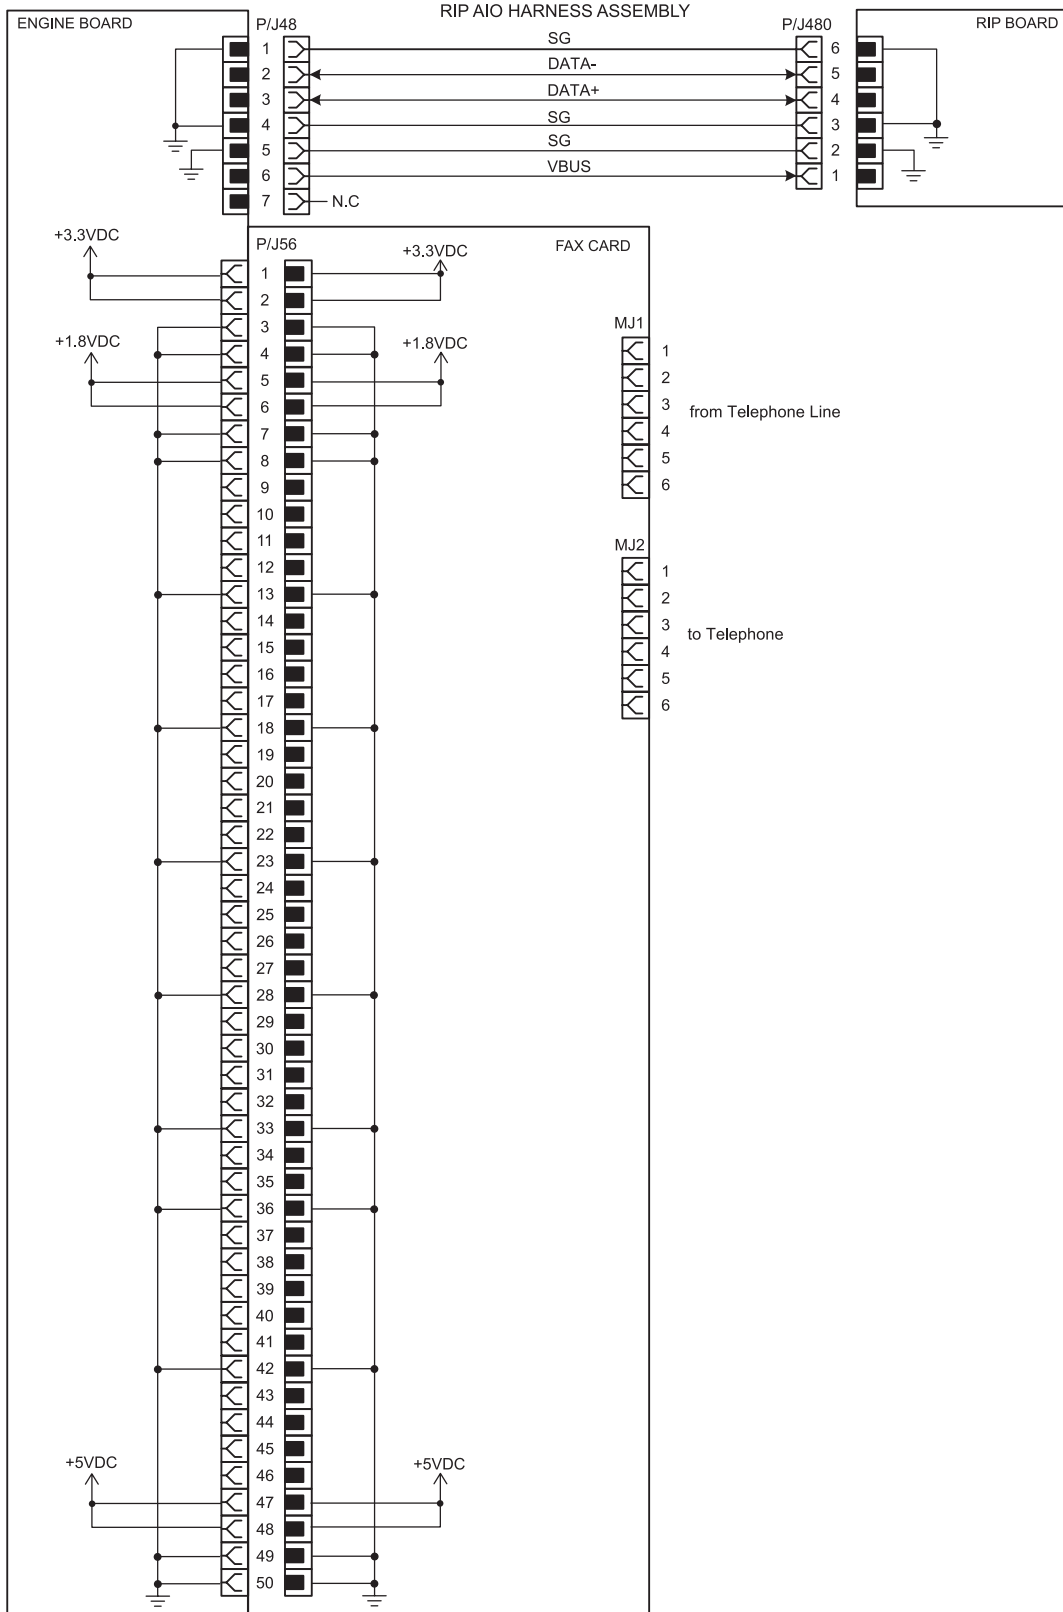 RIP AIO HARNESS ASSEMBLY
ENGINE BOARD
P/J48
P/J480
RIP BOARD
1 SG 6
2 DATA- 5
3 DATA+ 4
4 SG 3
5 SG 2
6 VBUS 1
7 N.C
P/J56
FAX CARD
+3.3VDC
+3.3VDC
1
2
3
4
+1.8VDC
+1.8VDC
5
6
7
8
9
10
11
12
13
14
15
16
17
18
19
20
21
22
23
24
25
26
27
28
29
30
31
32
33
34
35
36
37
38
39
40
41
42
43
44
45
46
+5VDC
+5VDC
47
48
49
50
MJ1
1
2
3
from Telephone Line
4
5
6
MJ2
1
2
3
to Telephone
4
5
6